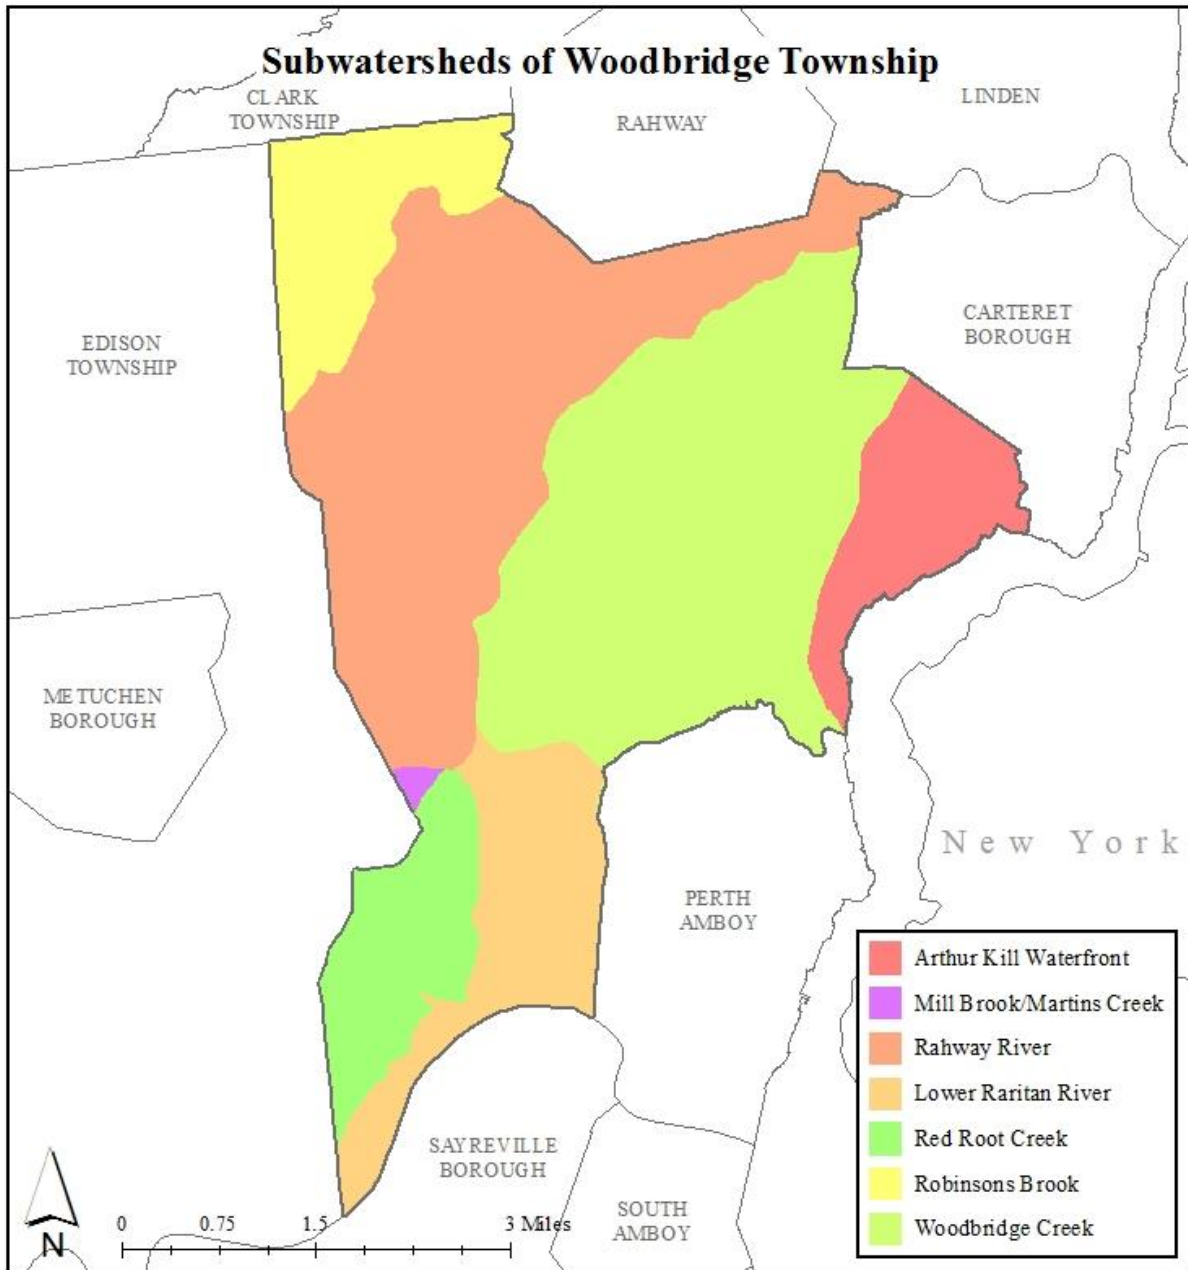 Subwatersheds of Woodbridge Township
CLARK
TOWNSHIP
RAHWAY
LINDEN
EDISON
TOWNSHIP
CARTERET
BOROUGH
METUCHEN
BOROUGH
New York
PERTH
AMBOY
SAYREVILLE
BOROUGH
SOUTH
AMBOY
Arthur Kill Waterfront
Mill Brook/Martins Creek
Rahway River
Lower Raritan River
Red Root Creek
Robinsons Brook
Woodbridge Creek
N
0 0.75 1.5 3 Miles